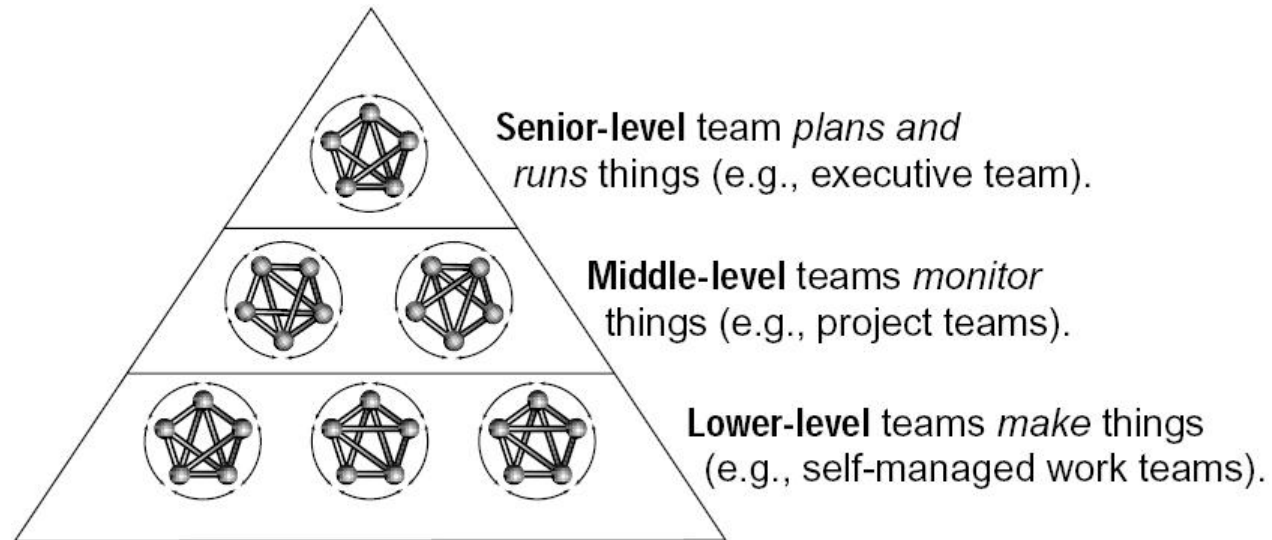 Senior-level team plans and
runs things (e.g., executive team).
Middle-level teams monitor
things (e.g., project teams).
Lower-level teams make things
(e.g., self-managed work teams).